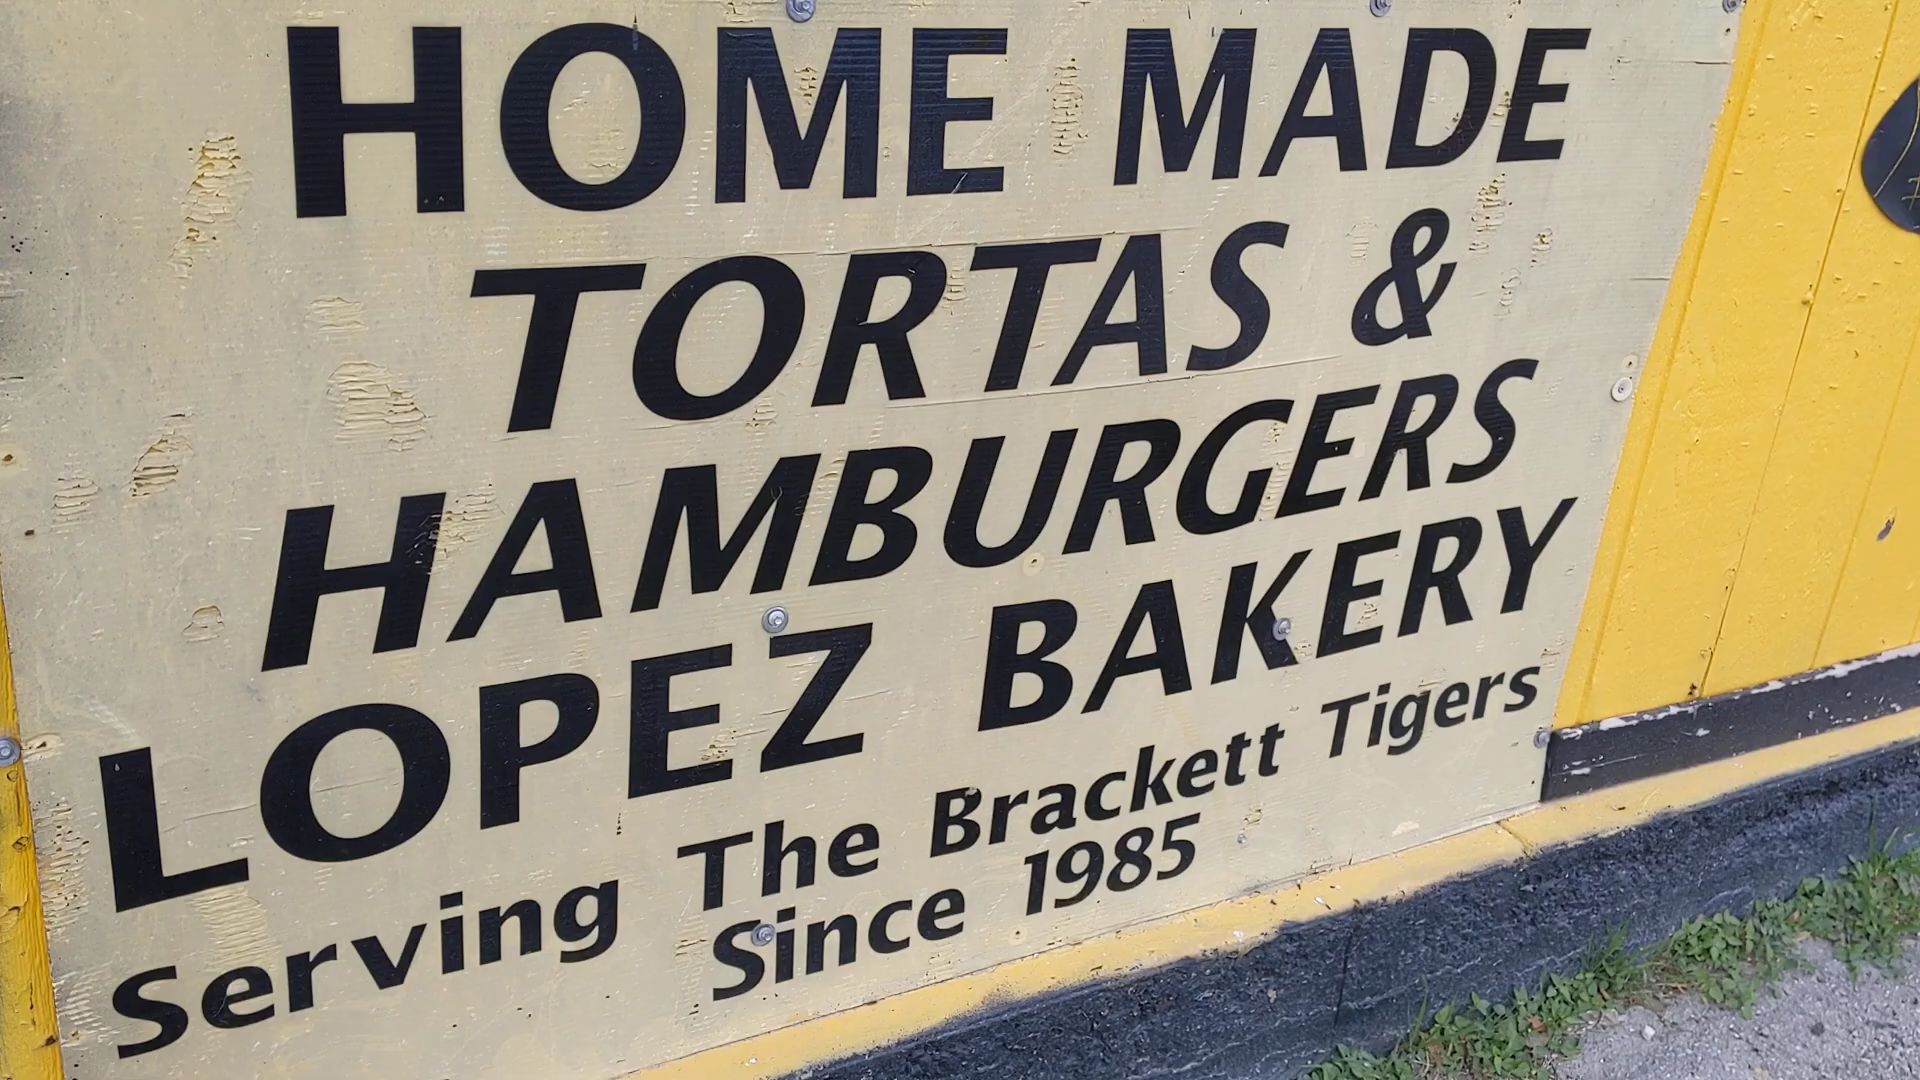 HOME MADE
TORTAS &
HAMBURGERS
LOPEZ BAKERY
Serving The Brackett Tigers
Since 1985